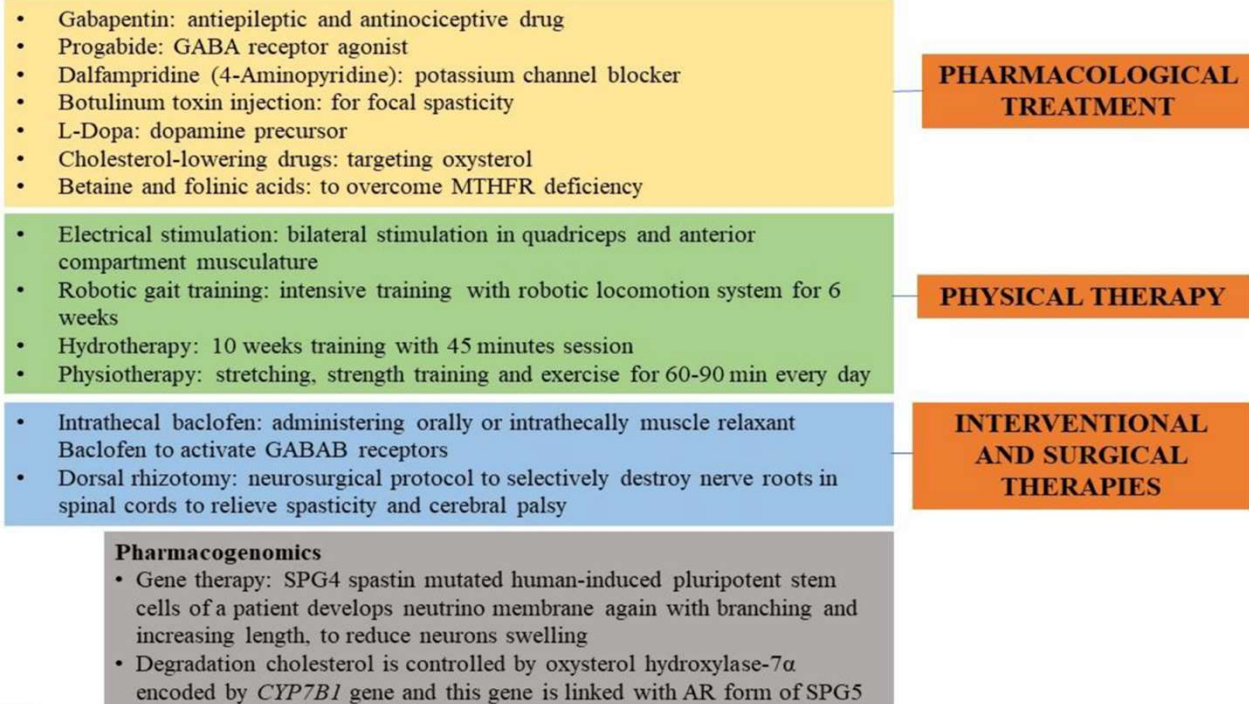 • Gabapentin: antiepileptic and antinociceptive drug
• Progabide: GABA receptor agonist
• Dalfampridine (4-Aminopyridine): potassium channel blocker
• Botulinum toxin injection: for focal spasticity
• L-Dopa: dopamine precursor
• Cholesterol-lowering drugs: targeting oxysterol
• Betaine and folinic acids: to overcome MTHFR deficiency
PHARMACOLOGICAL
TREATMENT
• Electrical stimulation: bilateral stimulation in quadriceps and anterior
compartment musculature
• Robotic gait training: intensive training with robotic locomotion system for 6
weeks
• Hydrotherapy: 10 weeks training with 45 minutes session
• Physiotherapy: stretching, strength training and exercise for 60-90 min every day
PHYSICAL THERAPY
• Intrathecal baclofen: administering orally or intrathecally muscle relaxant
Baclofen to activate GABAB receptors
• Dorsal rhizotomy: neurosurgical protocol to selectively destroy nerve roots in
spinal cords to relieve spasticity and cerebral palsy
INTERVENTIONAL
AND SURGICAL
THERAPIES
Pharmacogenomics
• Gene therapy: SPG4 spastin mutated human-induced pluripotent stem
cells of a patient develops neutrino membrane again with branching and
increasing length, to reduce neurons swelling
• Degradation cholesterol is controlled by oxysterol hydroxylase-7α
encoded by CYP7B1 gene and this gene is linked with AR form of SPG5